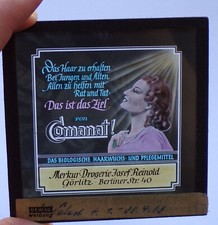 Das Haar zu erhalten
Bei Jungen und Alten,
Allen zu helfen mit
Rat und Tat
Das ist das Ziel
von
Comanat!
DAS BIOLOGISCHE HAARWUCHS- UND PFLEGEMITTEL
Merkur-Drogerie Josef Reinold
Görlitz - Berliner-Str. 40